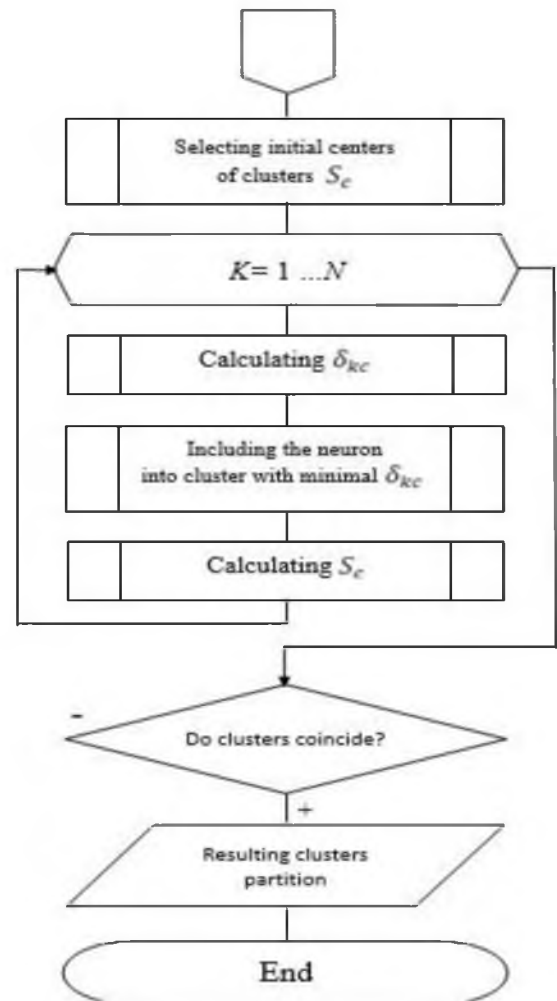 Selecting initial centers
of clusters S_c
K= 1 ...N
Calculating δ_kc
Including the neuron
into cluster with minimal δ_kc
Calculating S_c
-
Do clusters coincide?
+
Resulting clusters
partition
End